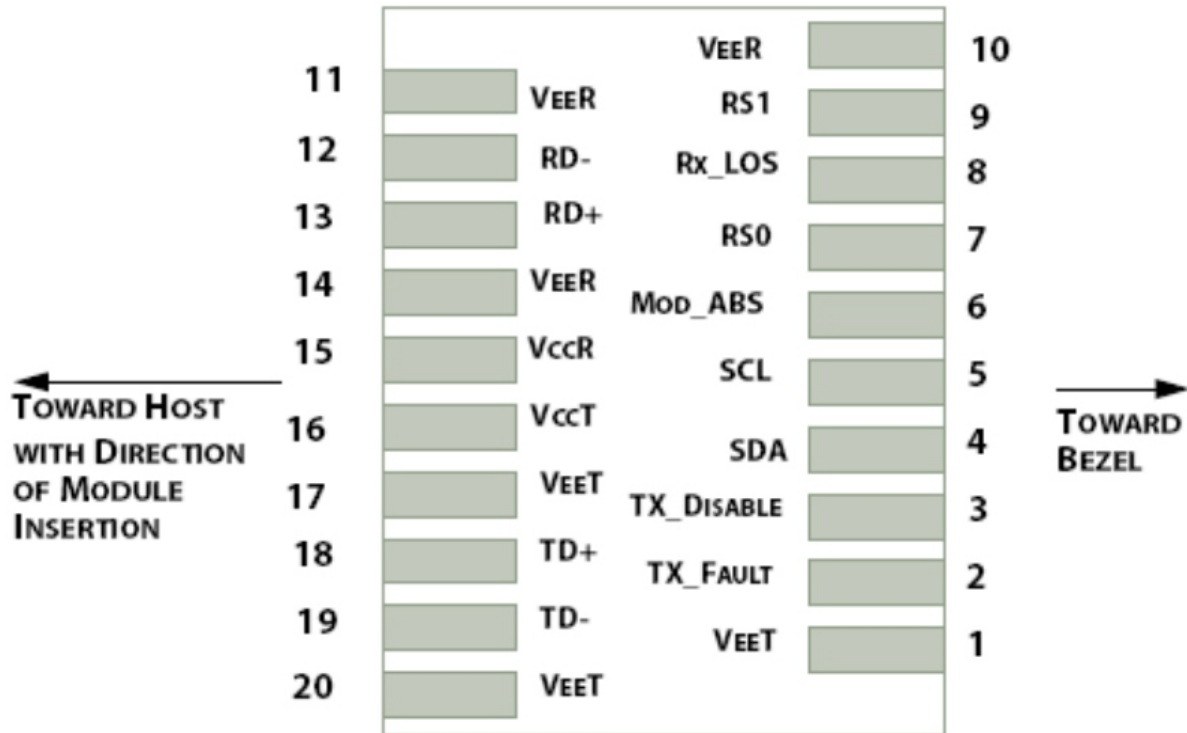 11 VEER
12 RD-
13 RD+
14 VEER
15 VccR
16 VccT
17 VEET
18 TD+
19 TD-
20 VEET
VEER 10
RS1 9
Rx_LOS 8
RS0 7
MOD_ABS 6
SCL 5
SDA 4
TX_DISABLE 3
TX_FAULT 2
VEET 1
TOWARD HOST
WITH DIRECTION
OF MODULE
INSERTION
TOWARD
BEZEL